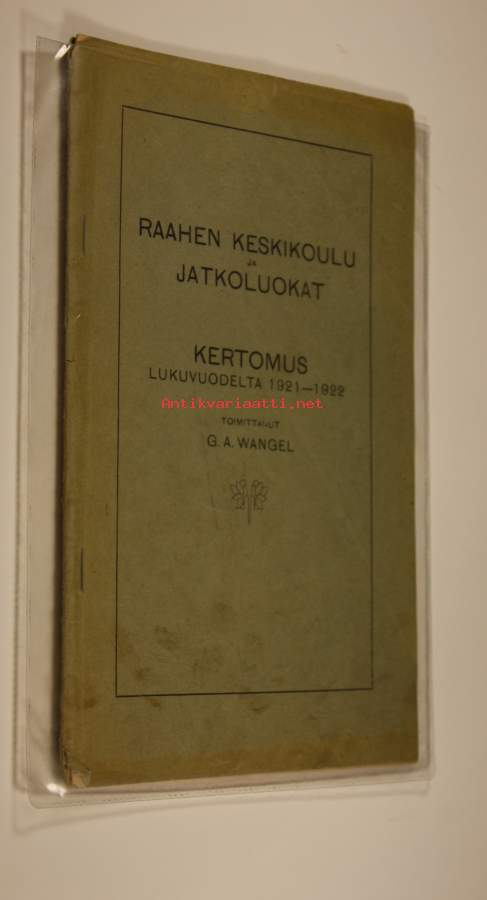 RAAHEN KESKIKOULU
JA
JATKOLUOKAT
KERTOMUS
LUKUVUODELTA 1921—1922
Antikvariaatti.net
TOIMITTANUT
G. A. WANGEL